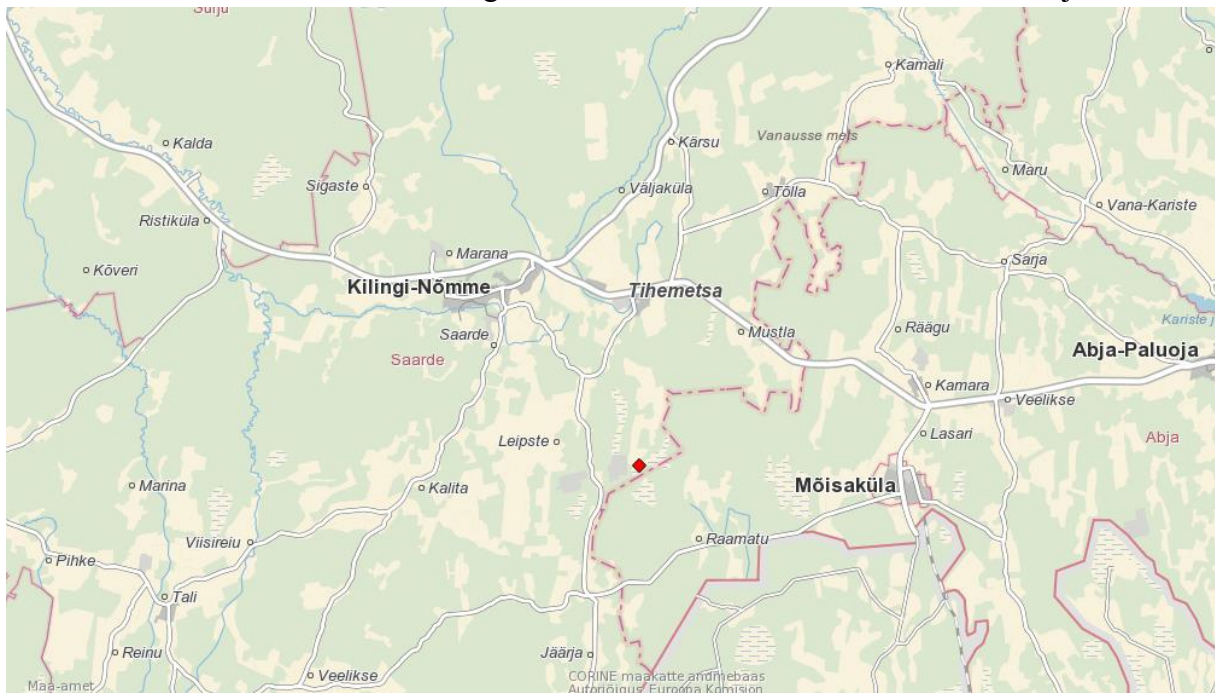 Surju
Kamali
Kalda
Kärsu
Vanausse mets
Maru
Sigaste
Väljaküla
Tõlla
Vana-Kariste
Ristiküla
Marana
Sarja
Kõveri
Kilingi-Nõmme
Tihemetsa
Kariste j
Saarde
Mustla
Räägu
Saarde
Abja-Paluoja
Kamara
Veelikse
Leipste
Lasari
Abja
Marina
Kalita
Mõisaküla
Viisireiu
Raamatu
Pihke
Tali
Reinu
Jäärja
Veelikse
Maa-amet
CORINE maakatte andmebaas
Autoriõigus, Euroopa Komisjon